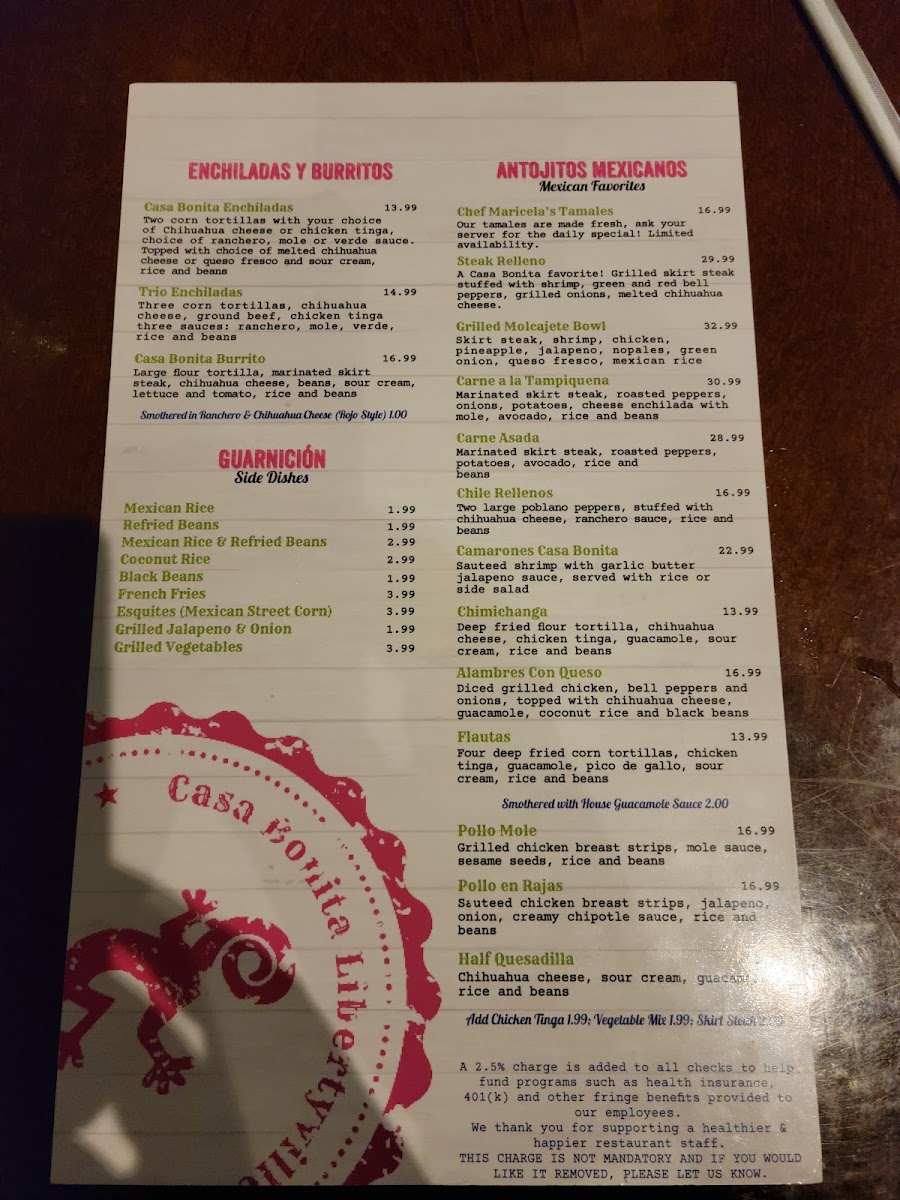 ENCHILADAS Y BURRITOS
Casa Bonita Enchiladas 13.99
Two corn tortillas with your choice
of Chihuahua cheese or chicken tinga,
choice of ranchero, mole or verde sauce.
Topped with choice of melted chihuahua
cheese or queso fresco and sour cream,
rice and beans
Trio Enchiladas 14.99
Three corn tortillas, chihuahua
cheese, ground beef, chicken tinga
three sauces: ranchero, mole, verde,
rice and beans
Casa Bonita Burrito 16.99
Large flour tortilla, marinated skirt
steak, chihuahua cheese, beans, sour cream,
lettuce and tomato, rice and beans
Smothered in Ranchero & Chihuahua Cheese (Rojo Style) 1.00
GUARNICIÓN
Side Dishes
Mexican Rice 1.99
Refried Beans 1.99
Mexican Rice & Refried Beans 2.99
Coconut Rice 2.99
Black Beans 1.99
French Fries 3.99
Esquites (Mexican Street Corn) 3.99
Grilled Jalapeno & Onion 1.99
Grilled Vegetables 3.99
Casa Bonita Libertyville
ANTOJITOS MEXICANOS
Mexican Favorites
Chef Maricela's Tamales 16.99
Our tamales are made fresh, ask your
server for the daily special! Limited
availability.
Steak Relleno 29.99
A Casa Bonita favorite! Grilled skirt steak
stuffed with shrimp, green and red bell
peppers, grilled onions, melted chihuahua
cheese.
Grilled Molcajete Bowl 32.99
Skirt steak, shrimp, chicken,
pineapple, jalapeno, nopales, green
onion, queso fresco, mexican rice
Carne a la Tampiquena 30.99
Marinated skirt steak, roasted peppers,
onions, potatoes, cheese enchilada with
mole, avocado, rice and beans
Carne Asada 28.99
Marinated skirt steak, roasted peppers,
potatoes, avocado, rice and
beans
Chile Rellenos 16.99
Two large poblano peppers, stuffed with
chihuahua cheese, ranchero sauce, rice and
beans
Camarones Casa Bonita 22.99
Sauteed shrimp with garlic butter
jalapeno sauce, served with rice or
side salad
Chimichanga 13.99
Deep fried flour tortilla, chihuahua
cheese, chicken tinga, guacamole, sour
cream, rice and beans
Alambres Con Queso 16.99
Diced grilled chicken, bell peppers and
onions, topped with chihuahua cheese,
guacamole, coconut rice and black beans
Flautas 13.99
Four deep fried corn tortillas, chicken
tinga, guacamole, pico de gallo, sour
cream, rice and beans
Smothered with House Guacamole Sauce 2.00
Pollo Mole 16.99
Grilled chicken breast strips, mole sauce,
sesame seeds, rice and beans
Pollo en Rajas 16.99
Sauteed chicken breast strips, jalapeno,
onion, creamy chipotle sauce, rice and
beans
Half Quesadilla
Chihuahua cheese, sour cream,
rice and beans
Add Chicken Tinga 1.99; Vegetable Mix 1.99; Skirt Steak
A 2.5% charge is added to all checks to help
fund programs such as health insurance,
401(k) and other fringe benefits provided to
our employees.
We thank you for supporting a healthier &
happier restaurant staff.
THIS CHARGE IS NOT MANDATORY AND IF YOU WOULD
LIKE IT REMOVED, PLEASE LET US KNOW.